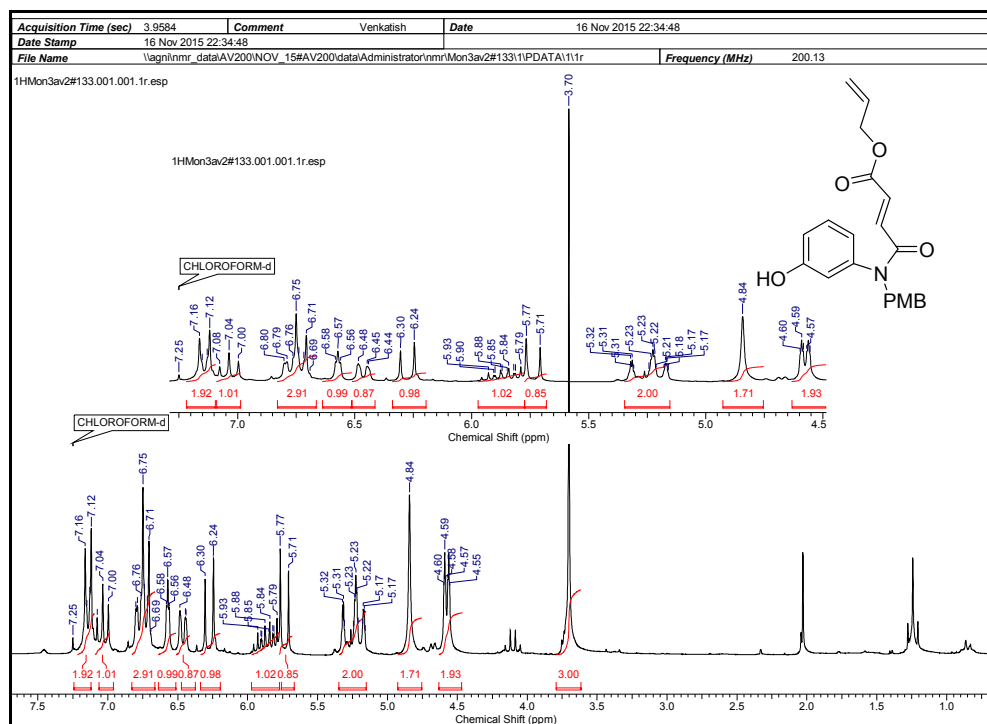 Acquisition Time (sec) 3.9584 Comment Venkatish Date 16 Nov 2015 22:34:48
Date Stamp 16 Nov 2015 22:34:48
File Name \\agni\nmr_data\AV200\NOV_15#AV200\data\Administrator\nmr\Mon3av2#133\1\PDATA\1\1r Frequency (MHz) 200.13
1HMon3av2#133.001.001.1r.esp
1HMon3av2#133.001.001.1r.esp
CHLOROFORM-d
7.25 7.16 7.12 7.08 7.04 7.00 6.80 6.79 6.76 6.75 6.71 6.69 6.58 6.57 6.56 6.48 6.45 6.44 6.30 6.24 5.93 5.90 5.88 5.85 5.84 5.79 5.77 5.71 3.70 5.32 5.31 5.31 5.23 5.23 5.22 5.21 5.18 5.17 5.17 4.84 4.60 4.59 4.57
O
O
O
HO
N
PMB
1.92 1.01 2.91 0.99 0.87 0.98 1.02 0.85 2.00 1.71 1.93
7.0 6.5 6.0 5.5 5.0 4.5
Chemical Shift (ppm)
CHLOROFORM-d
7.25 7.16 7.12 7.04 7.00 6.76 6.75 6.71 6.69 6.58 6.57 6.56 6.48 6.30 6.24 5.93 5.88 5.85 5.84 5.79 5.77 5.71 5.32 5.31 5.23 5.23 5.22 5.17 5.17 4.84 4.60 4.59 4.58 4.57 4.55
1.92 1.01 2.91 0.99 0.87 0.98 1.02 0.85 2.00 1.71 1.93 3.00
7.5 7.0 6.5 6.0 5.5 5.0 4.5 4.0 3.5 3.0 2.5 2.0 1.5 1.0
Chemical Shift (ppm)